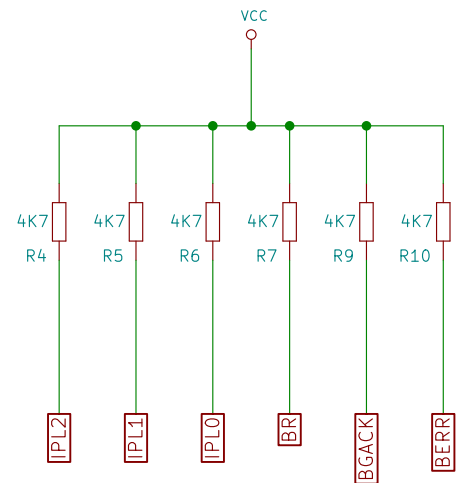 VCC
4K7 4K7 4K7 4K7 4K7 4K7
R4 R5 R6 R7 R9 R10
IPL2 IPL1 IPL0 BR BGACK BERR